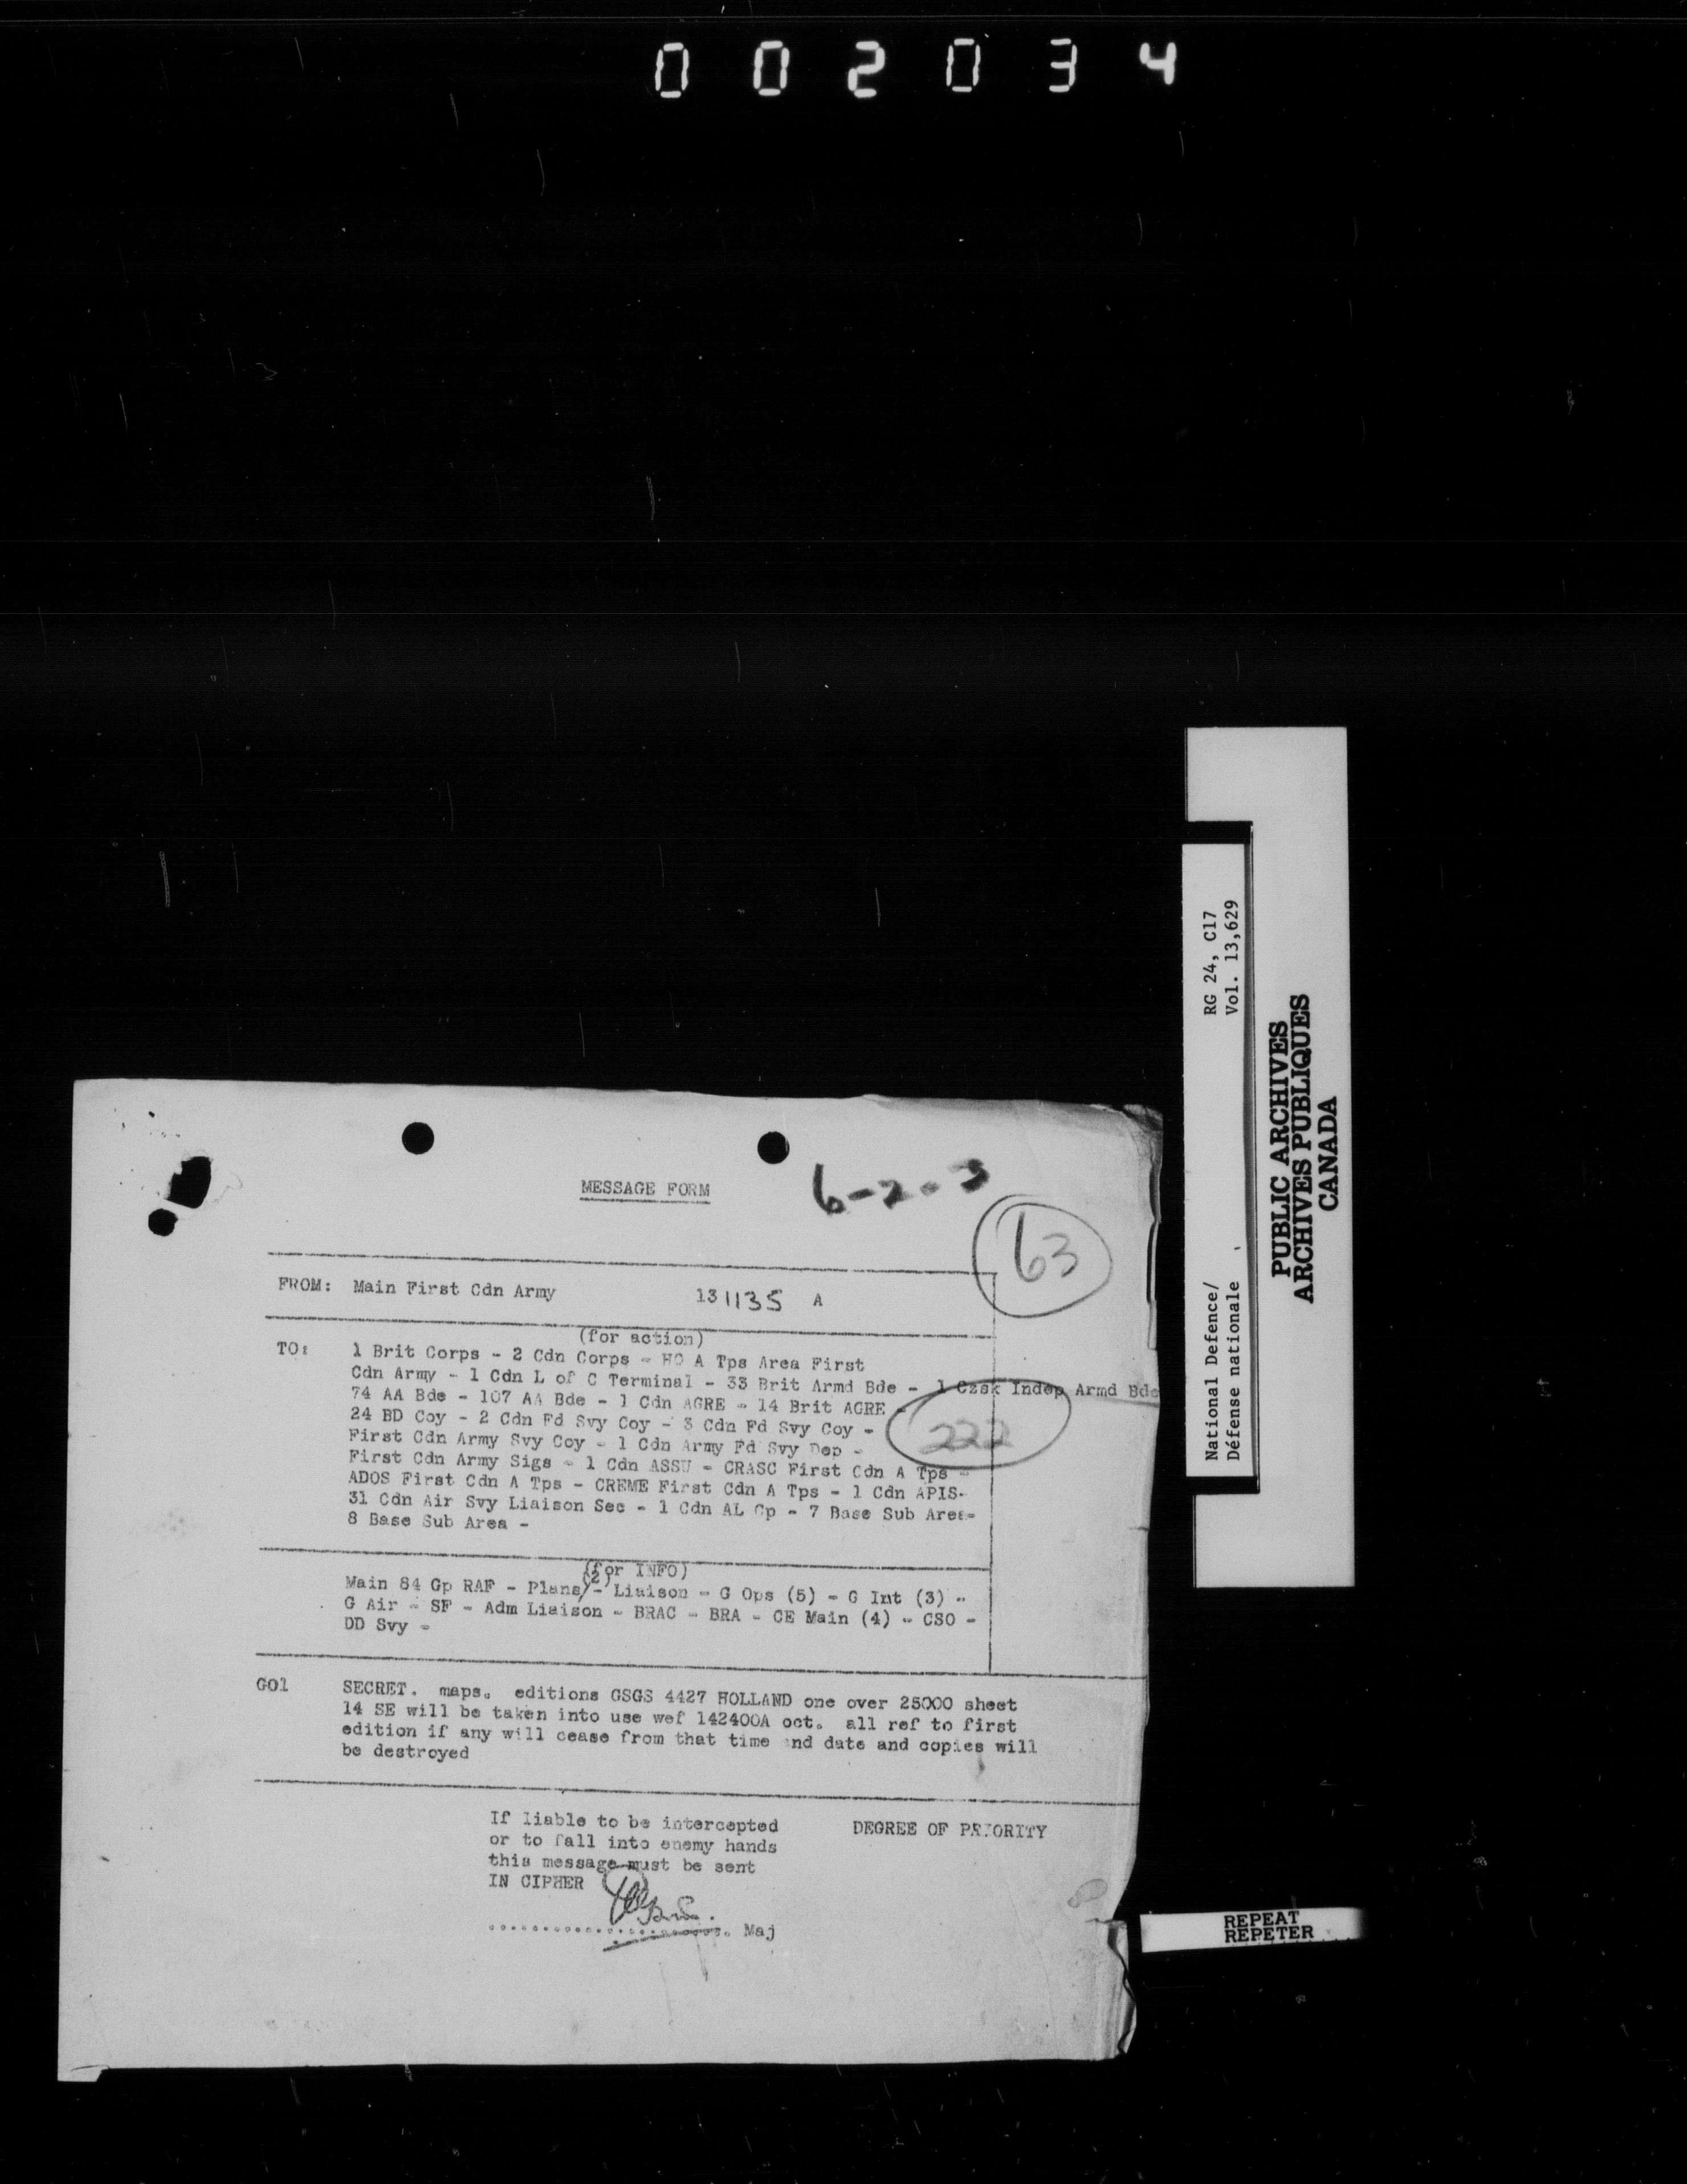 002034
MESSAGE FORM
6-2-3
63
FROM: Main First Cdn Army 131135 A
(for action)
TO: 1 Brit Corps - 2 Cdn Corps - HQ A Tps Area First
Cdn Army - 1 Cdn L of C Terminal - 33 Brit Armd Bde - 1 Czsk Indep Armd Bde
74 AA Bde - 107 AA Bde - 1 Cdn AGRE - 14 Brit AGRE -
24 BD Coy - 2 Cdn Fd Svy Coy - 3 Cdn Fd Svy Coy -
222
First Cdn Army Svy Coy - 1 Cdn Army Fd Svy Dep -
First Cdn Army Sigs - 1 Cdn ASSU - CRASC First Cdn A Tps -
ADOS First Cdn A Tps - CREME First Cdn A Tps - 1 Cdn APIS-
31 Cdn Air Svy Liaison Sec - 1 Cdn AL Gp - 7 Base Sub Area-
8 Base Sub Area -
(for INFO)
Main 84 Gp RAF - Plans/(2) - Liaison - G Ops (5) - G Int (3) -
G Air - SF - Adm Liaison - BRAC - BRA - CE Main (4) - CSO -
DD Svy -
GO1 SECRET. maps. editions GSGS 4427 HOLLAND one over 25000 sheet
14 SE will be taken into use wef 142400A oct. all ref to first
edition if any will cease from that time and date and copies will
be destroyed
If liable to be intercepted
or to fall into enemy hands
this message must be sent
IN CIPHER
DEGREE OF PRIORITY
Maj
National Defence/ RG 24, C17
Défense nationale Vol. 13,629
PUBLIC ARCHIVES
ARCHIVES PUBLIQUES
CANADA
REPEAT
REPETER